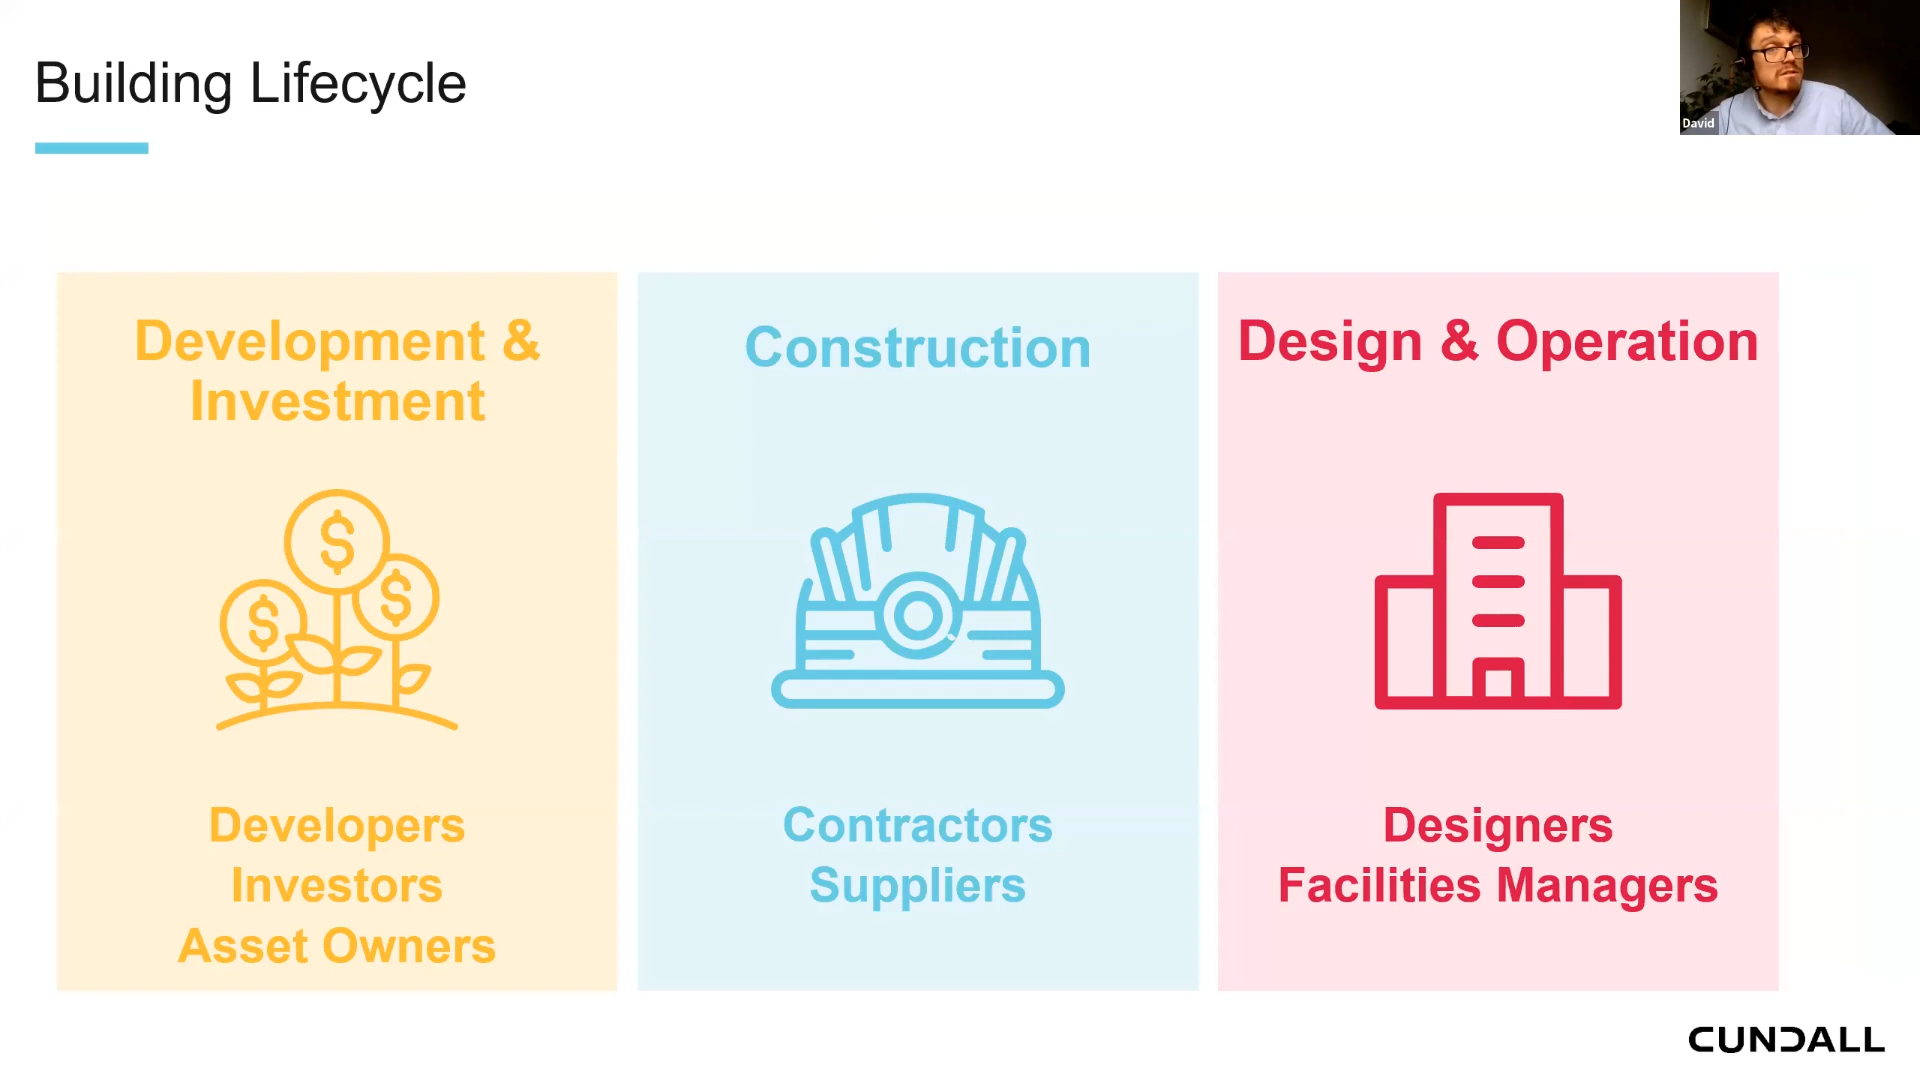 Building Lifecycle
David
Development &
Investment
$
$
$
Developers
Investors
Asset Owners
Construction
Contractors
Suppliers
Design & Operation
Designers
Facilities Managers
CUNDALL